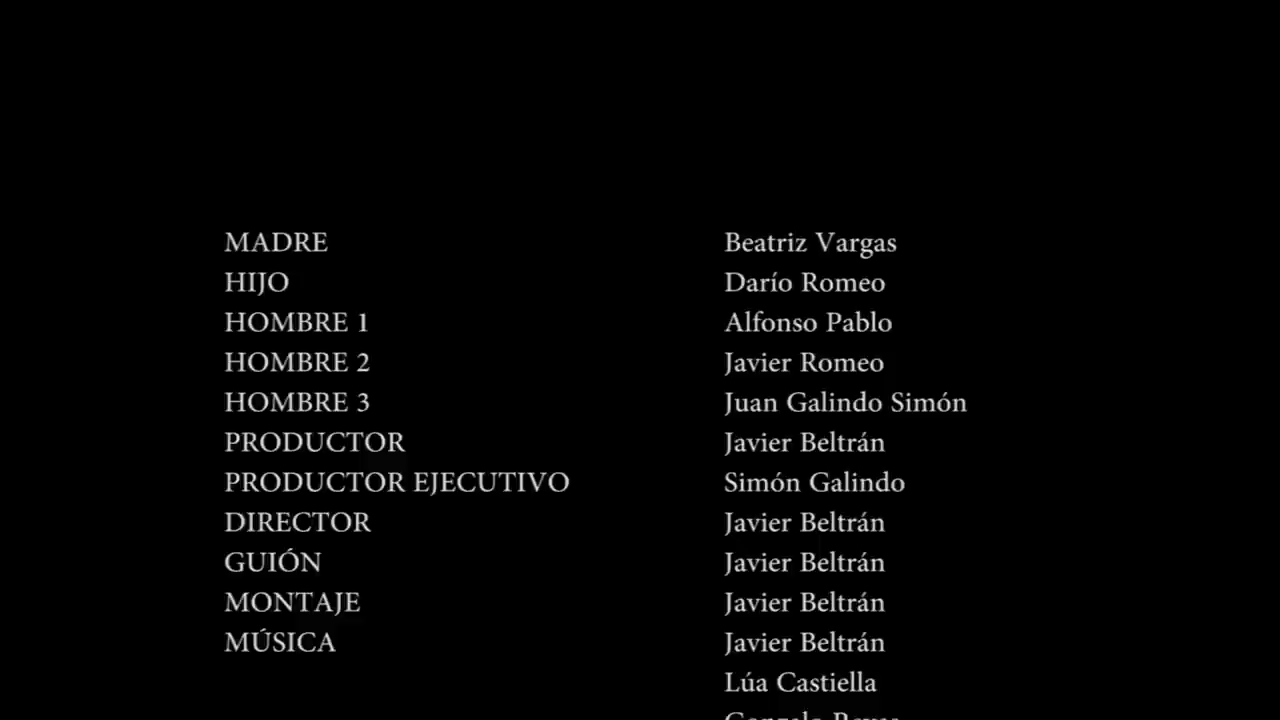 MADRE Beatriz Vargas
HIJO Darío Romeo
HOMBRE 1 Alfonso Pablo
HOMBRE 2 Javier Romeo
HOMBRE 3 Juan Galindo Simón
PRODUCTOR Javier Beltrán
PRODUCTOR EJECUTIVO Simón Galindo
DIRECTOR Javier Beltrán
GUIÓN Javier Beltrán
MONTAJE Javier Beltrán
MÚSICA Javier Beltrán
Lúa Castiella